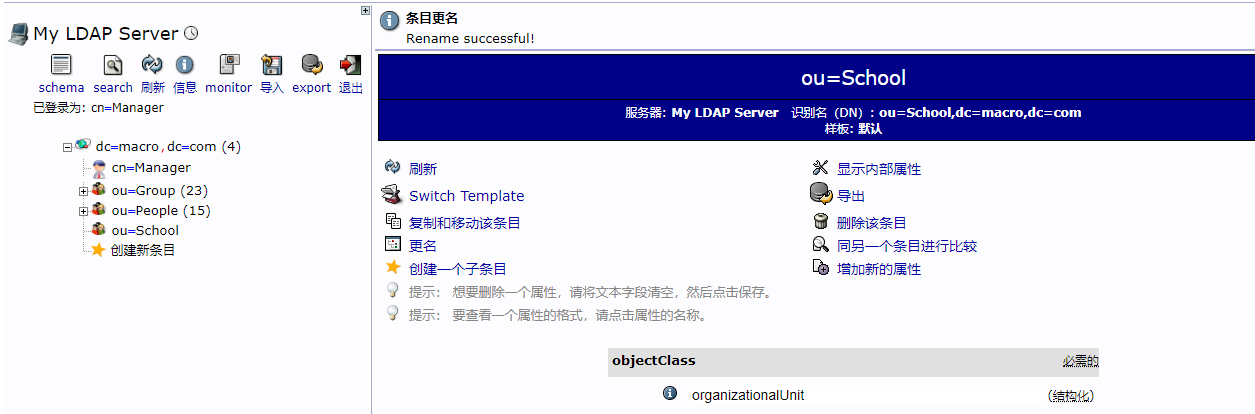 My LDAP Server
schema search 刷新 信息 monitor 导入 export 退出
已登录为: cn=Manager
dc=macro,dc=com (4)
cn=Manager
ou=Group (23)
ou=People (15)
ou=School
创建新条目
条目更名
Rename successful!
ou=School
服务器: My LDAP Server 识别名（DN）: ou=School,dc=macro,dc=com
样板: 默认
刷新 显示内部属性
Switch Template 导出
复制和移动该条目 删除该条目
更名 同另一个条目进行比较
创建一个子条目 增加新的属性
提示： 想要删除一个属性，请将文本字段清空，然后点击保存。
提示： 要查看一个属性的格式，请点击属性的名称。
objectClass 必需的
organizationalUnit (结构化)